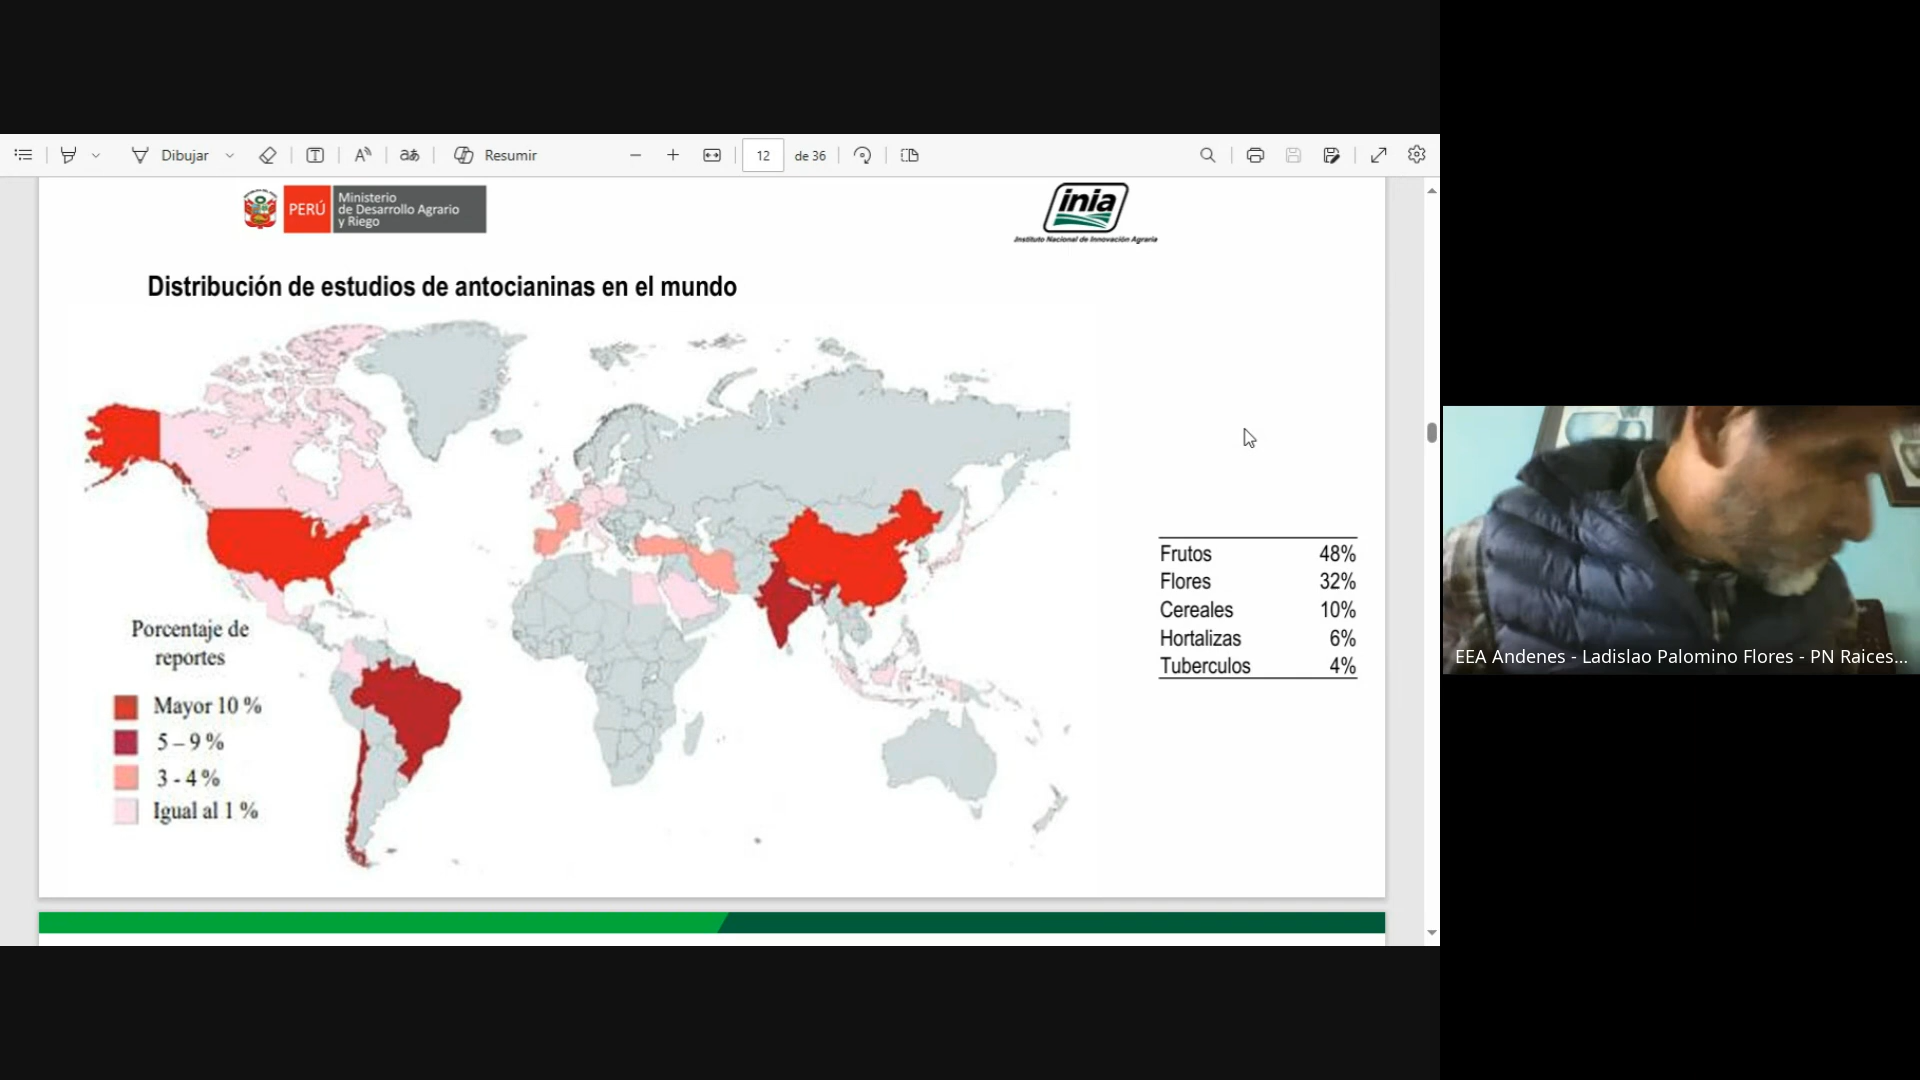 Dibujar
Resumir
12
de 36
PERÚ
Ministerio
de Desarrollo Agrario
y Riego
inia
Instituto Nacional de Innovación Agraria
Distribución de estudios de antocianinas en el mundo
Porcentaje de
reportes
Mayor 10 %
5 – 9 %
3 - 4 %
Igual al 1 %
Frutos 48%
Flores 32%
Cereales 10%
Hortalizas 6%
Tuberculos 4%
EEA Andenes - Ladislao Palomino Flores - PN Raices...